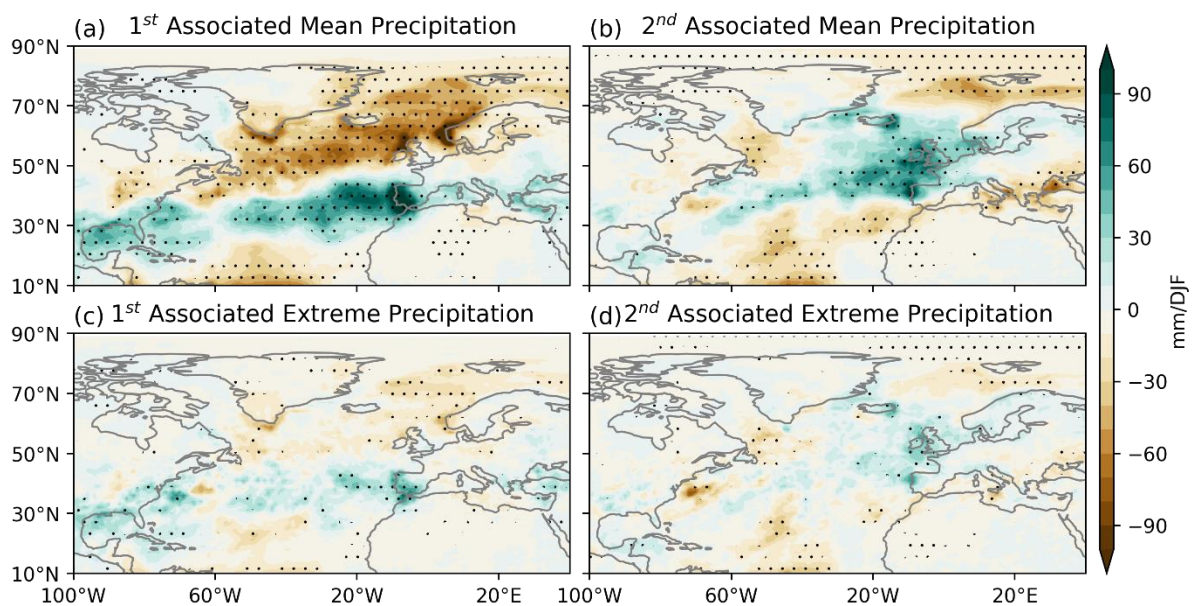 (a) 1st Associated Mean Precipitation
(b) 2nd Associated Mean Precipitation
90°N
70°N
50°N
30°N
10°N
(c) 1st Associated Extreme Precipitation
(d) 2nd Associated Extreme Precipitation
90°N
70°N
50°N
30°N
10°N
100°W 60°W 20°W 20°E
100°W 60°W 20°W 20°E
90
60
30
0
−30
−60
−90
mm/DJF